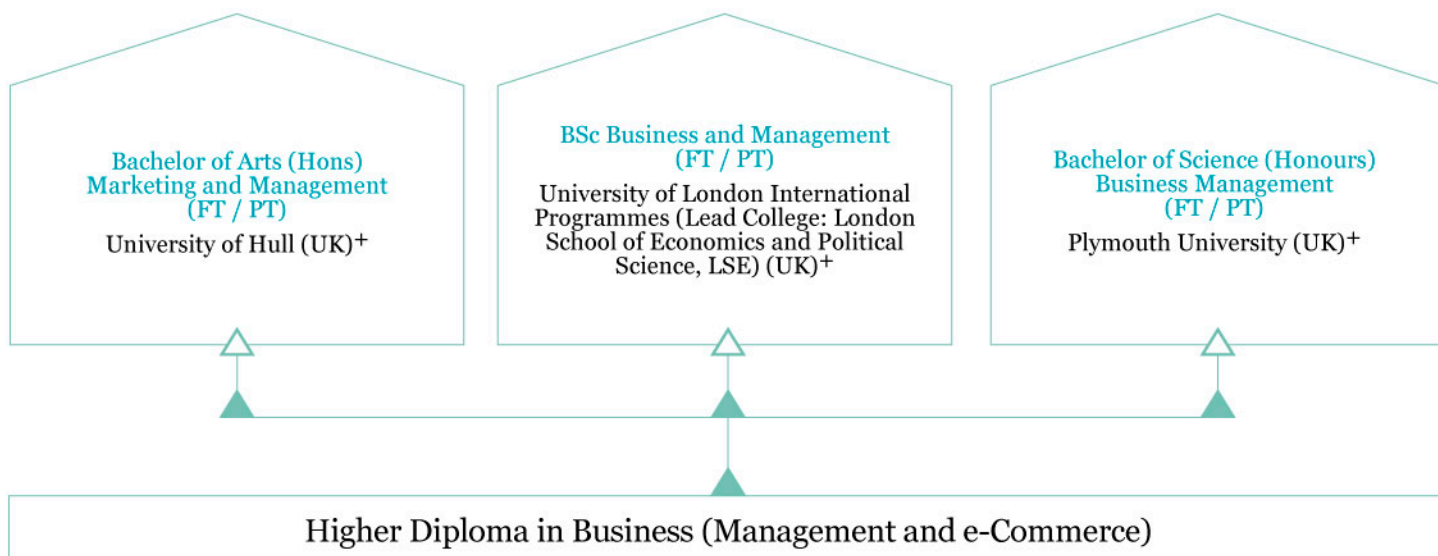 Bachelor of Arts (Hons)
Marketing and Management
(FT / PT)
University of Hull (UK)+
BSc Business and Management
(FT / PT)
University of London International
Programmes (Lead College: London
School of Economics and Political
Science, LSE) (UK)+
Bachelor of Science (Honours)
Business Management
(FT / PT)
Plymouth University (UK)+
Higher Diploma in Business (Management and e-Commerce)